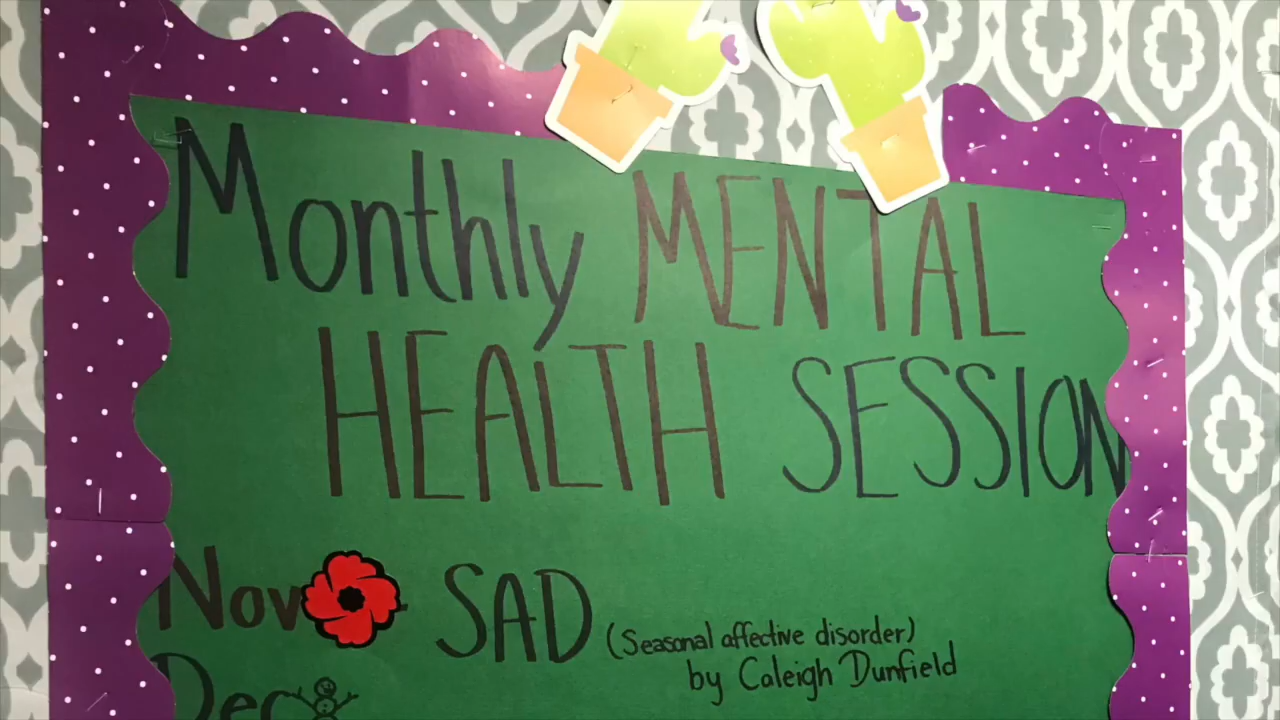 Monthly MENTAL
HEALTH SESSION
Nov - SAD (Seasonal affective disorder)
by Caleigh Dunfield
Dec